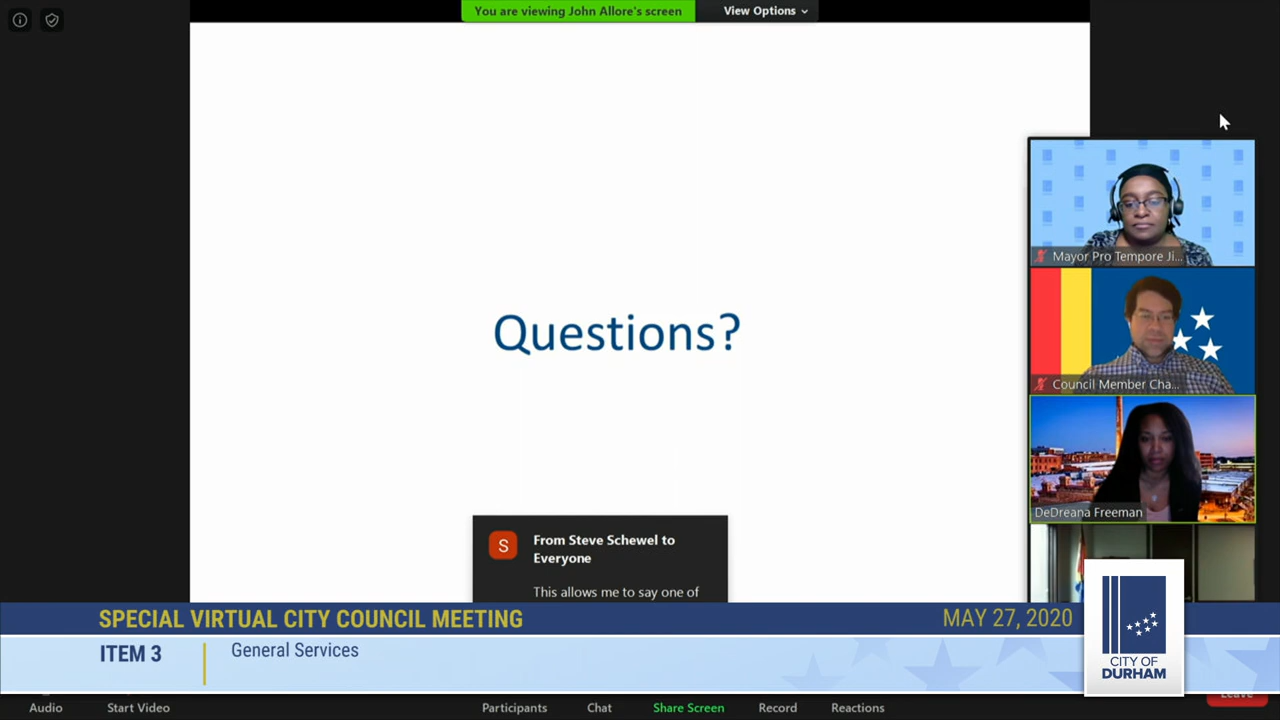 You are viewing John Allore's screen
View Options
Mayor Pro Tempore Ji...
Council Member Cha...
Questions?
DeDreana Freeman
S
From Steve Schewel to
Everyone
This allows me to say one of
SPECIAL VIRTUAL CITY COUNCIL MEETING
MAY 27, 2020
ITEM 3
General Services
CITY OF
DURHAM
Audio
Start Video
Participants
Chat
Share Screen
Record
Reactions
Leave